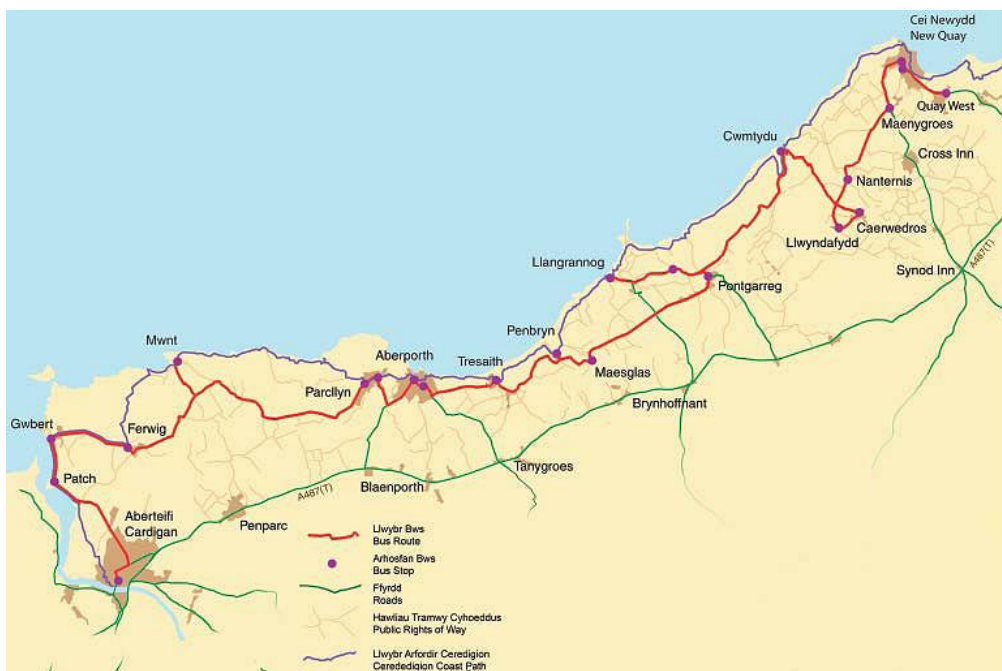 Cei Newydd
New Quay
Quay West
Maenygroes
Cwmtydu
Cross Inn
Nanternis
Caerwedros
Llwyndafydd
Llangrannog
Synod Inn
A487(T)
Pontgarreg
Penbryn
Mwnt
Aberporth
Tresaith
Maesglas
Parcllyn
Brynhoffnant
Gwbert
Ferwig
Tanygroes
Patch
Blaenporth
A487(T)
Aberteifi
Cardigan
Penparc
Llwybr Bws
Bus Route
Arhosfan Bws
Bus Stop
Ffyrdd
Roads
Hawliau Tramwy Cyhoeddus
Public Rights of Way
Llwybr Arfordir Ceredigion
Cerededigion Coast Path